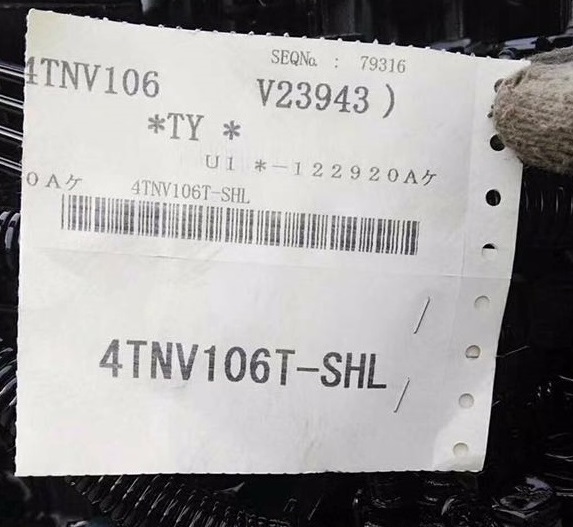 SEQNo. : 79316
4TNV106 V23943)
*TY *
U1 *-122920Aケ
0Aケ 4TNV106T-SHL
4TNV106T-SHL